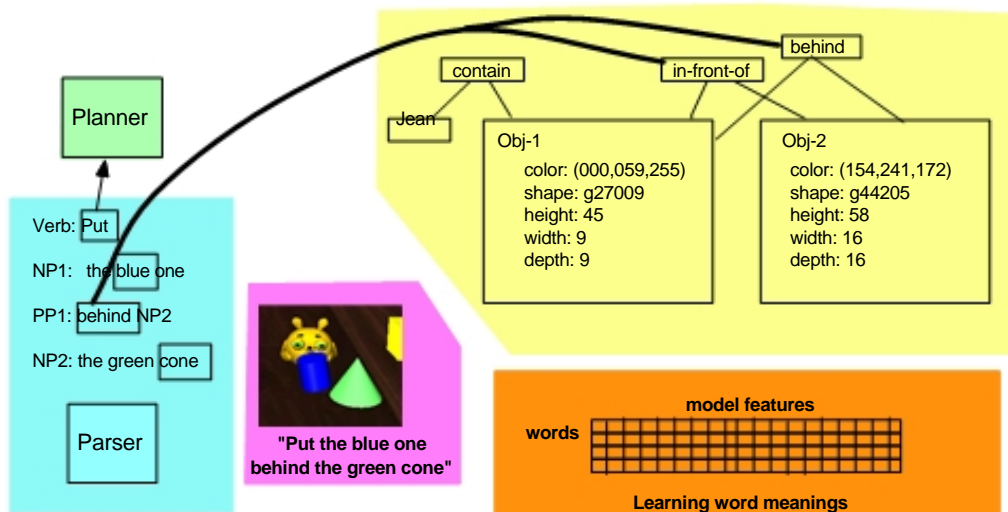 Planner
Verb: Put
NP1: the blue one
PP1: behind NP2
NP2: the green cone
Parser
"Put the blue one
behind the green cone"
behind
contain
in-front-of
Jean
Obj-1
color: (000,059,255)
shape: g27009
height: 45
width: 9
depth: 9
Obj-2
color: (154,241,172)
shape: g44205
height: 58
width: 16
depth: 16
model features
words
Learning word meanings